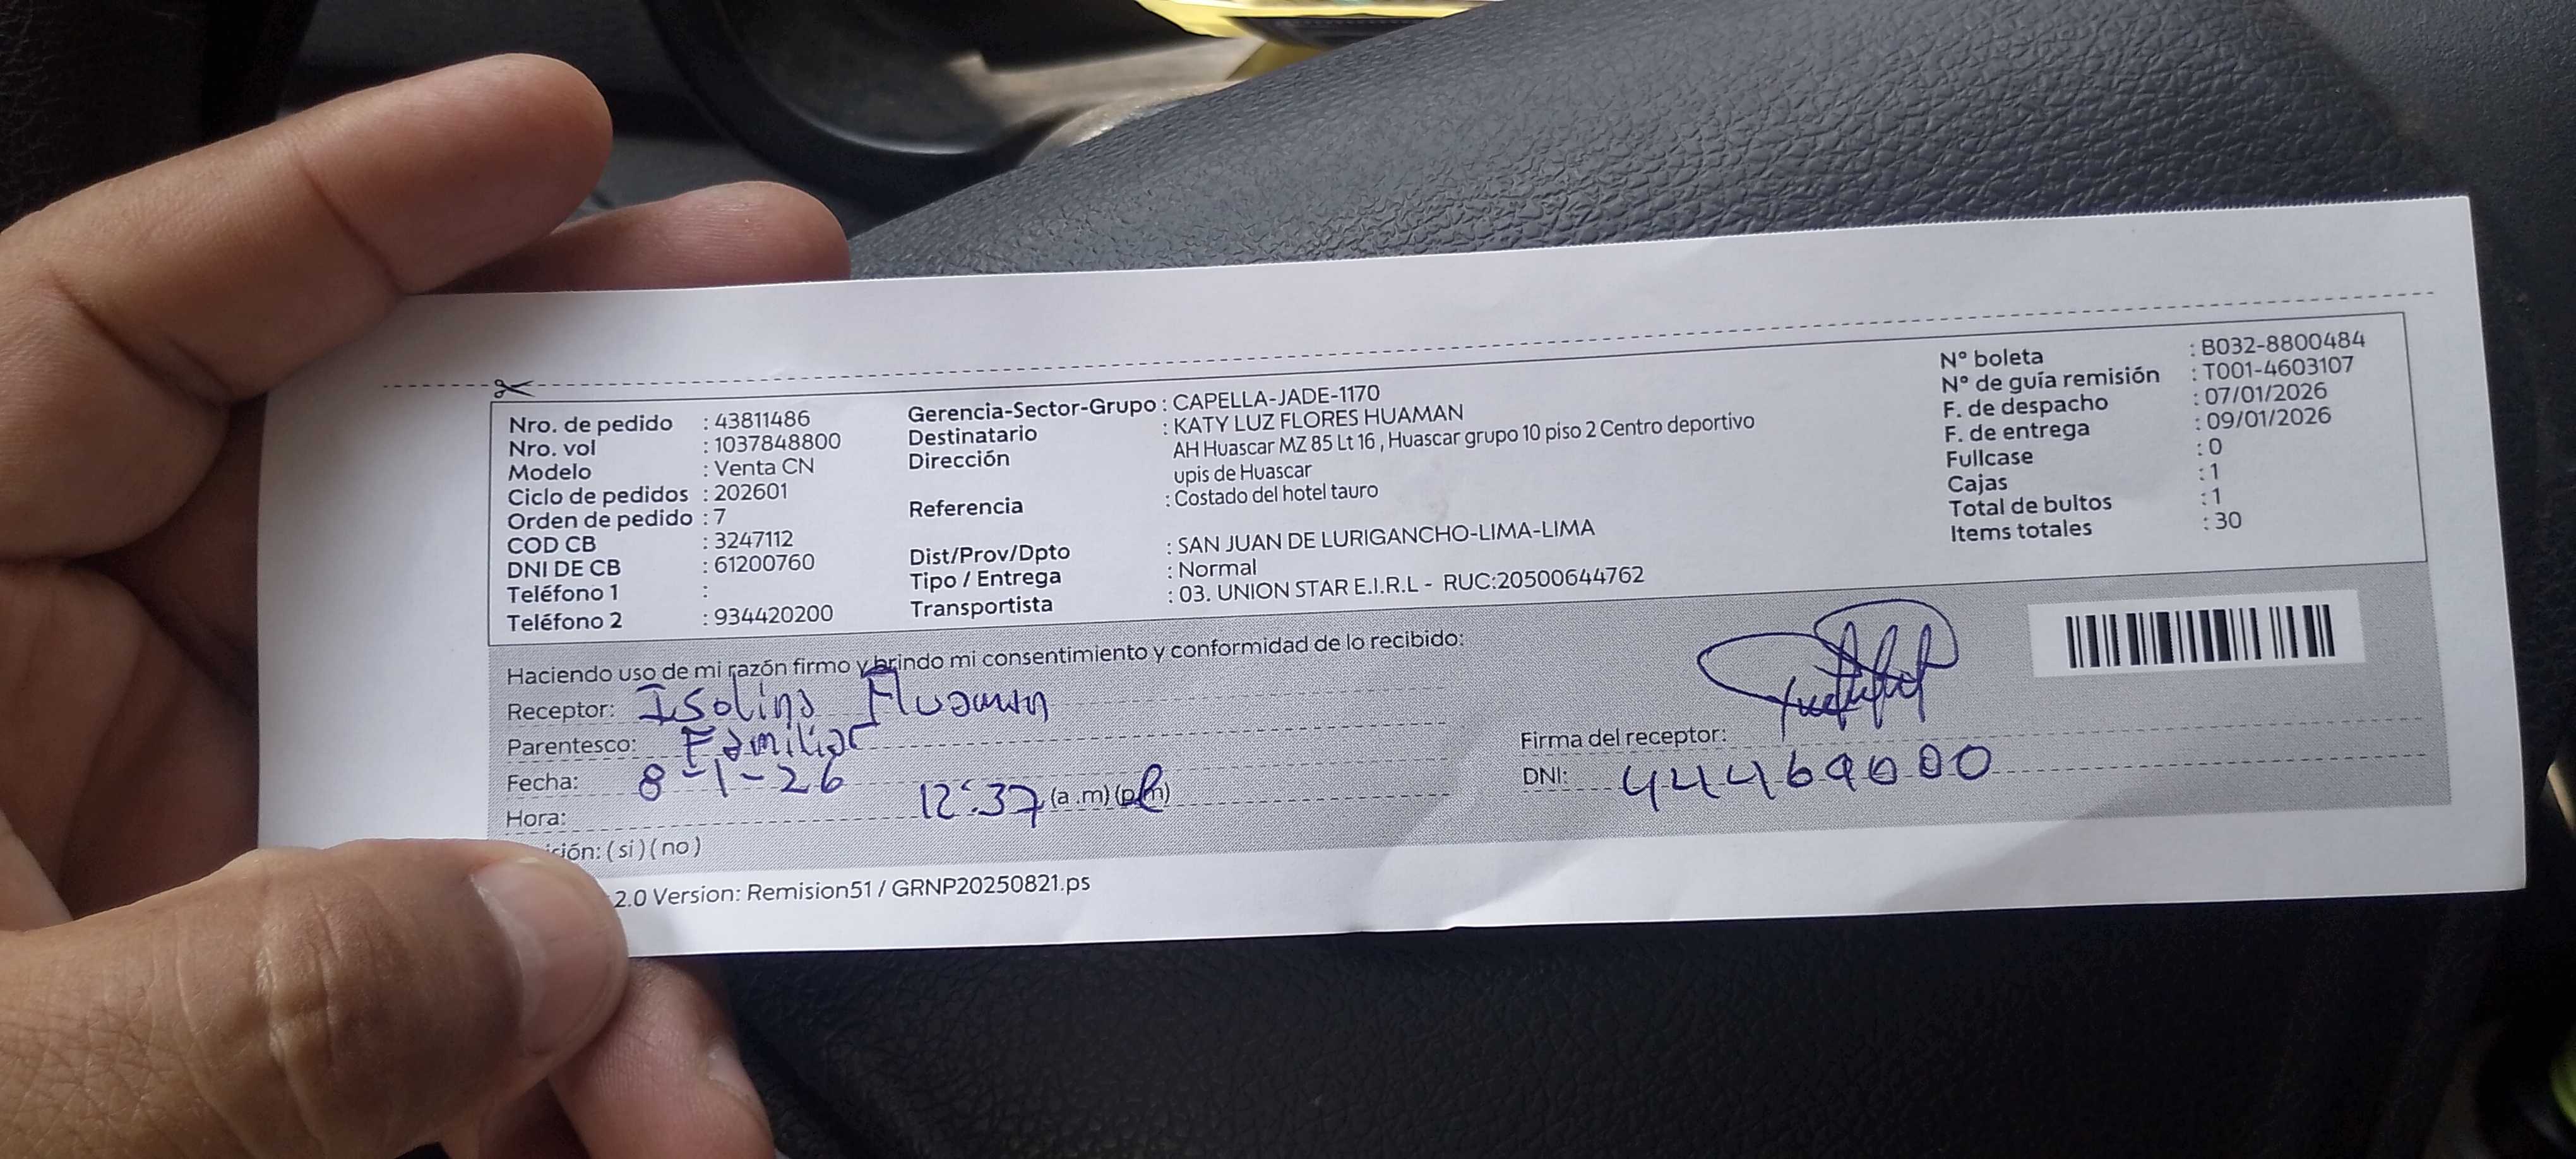 Nro. de pedido : 43811486
Nro. vol : 1037848800
Modelo : Venta CN
Ciclo de pedidos : 202601
Orden de pedido : 7
COD CB : 3247112
DNI DE CB : 61200760
Teléfono 1 :
Teléfono 2 : 934420200
Gerencia-Sector-Grupo : CAPELLA-JADE-1170
Destinatario : KATY LUZ FLORES HUAMAN
Dirección AH Huascar MZ 85 Lt 16 , Huascar grupo 10 piso 2 Centro deportivo
upis de Huascar
Referencia : Costado del hotel tauro
Dist/Prov/Dpto : SAN JUAN DE LURIGANCHO-LIMA-LIMA
Tipo / Entrega : Normal
Transportista : 03. UNION STAR E.I.R.L - RUC:20500644762
N° boleta : B032-8800484
N° de guía remisión : T001-4603107
F. de despacho : 07/01/2026
F. de entrega : 09/01/2026
Fullcase : 0
Cajas : 1
Total de bultos : 1
Items totales : 30
Haciendo uso de mi razón firmo y brindo mi consentimiento y conformidad de lo recibido:
Receptor: Isolina Huaman
Parentesco: Familiar
Fecha: 8-1-26
Hora: 12:37 (a.m) (p.m)
ición: ( si ) ( no )
2.0 Version: Remision51 / GRNP20250821.ps
Firma del receptor:
DNI: